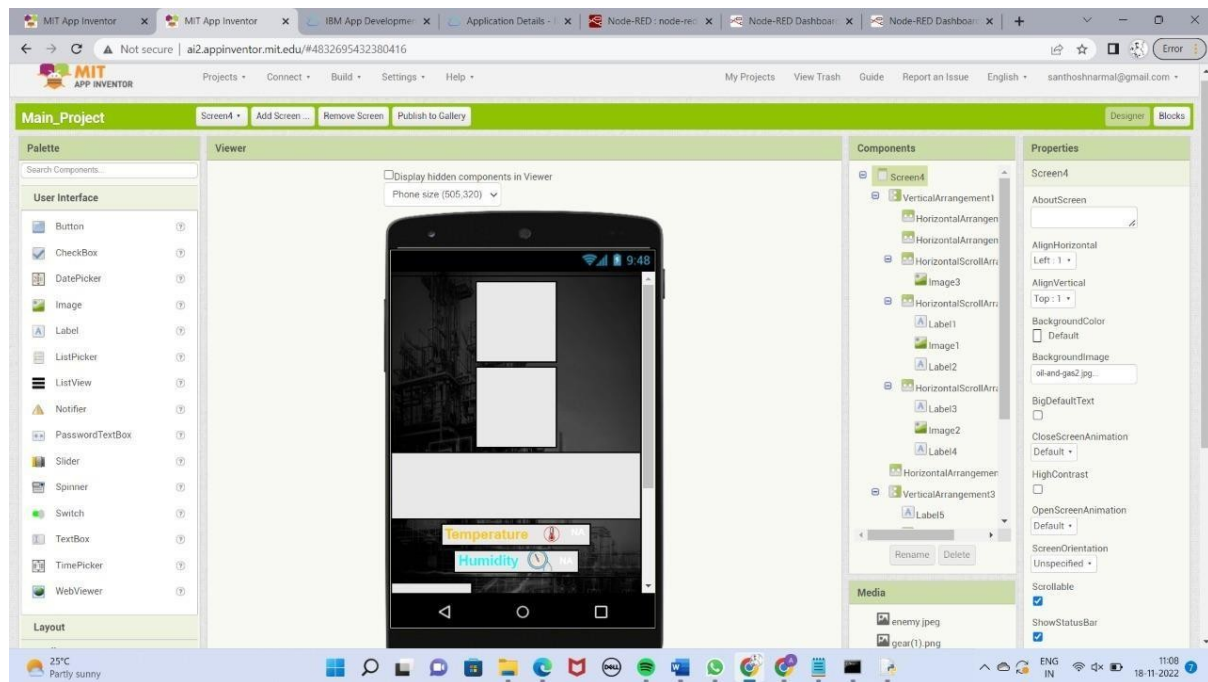 MIT App Inventor
MIT App Inventor
IBM App Developmen
Application Details - I
Node-RED : node-red
Node-RED Dashboar
Node-RED Dashboar
Not secure | ai2.appinventor.mit.edu/#4832695432380416
Error
MIT
APP INVENTOR
Projects
Connect
Build
Settings
Help
My Projects
View Trash
Guide
Report an Issue
English
santhoshnarmal@gmail.com
Main_Project
Screen4
Add Screen ...
Remove Screen
Publish to Gallery
Designer
Blocks
Palette
Search Components...
User Interface
Button
CheckBox
DatePicker
Image
Label
ListPicker
ListView
Notifier
PasswordTextBox
Slider
Spinner
Switch
TextBox
TimePicker
WebViewer
Layout
Viewer
Display hidden components in Viewer
Phone size (505,320)
9:48
Temperature NA
Humidity NA
Components
Screen4
VerticalArrangement1
HorizontalArrangen
HorizontalArrangen
HorizontalScrollArra
Image3
HorizontalScrollArra
Label1
Image1
Label2
HorizontalScrollArra
Label3
Image2
Label4
HorizontalArrangemen
VerticalArrangement3
Label5
Rename
Delete
Media
enemy.jpeg
gear(1).png
Properties
Screen4
AboutScreen
AlignHorizontal
Left : 1
AlignVertical
Top : 1
BackgroundColor
Default
BackgroundImage
oil-and-gas2.jpg...
BigDefaultText
CloseScreenAnimation
Default
HighContrast
OpenScreenAnimation
Default
ScreenOrientation
Unspecified
Scrollable
ShowStatusBar
25°C
Partly sunny
DELL
ENG
IN
11:08
18-11-2022
7